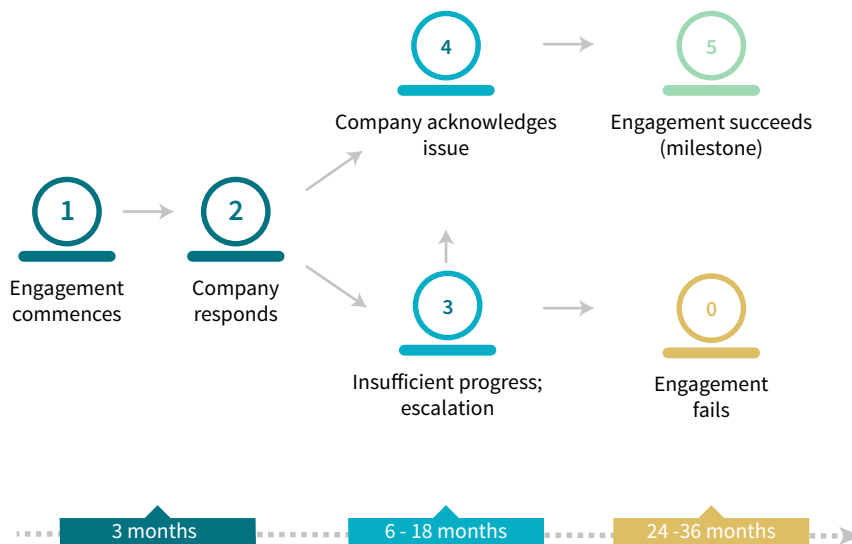 4
5
Company acknowledges
issue
Engagement succeeds
(milestone)
1
2
Engagement
commences
Company
responds
3
0
Insufficient progress;
escalation
Engagement
fails
3 months
6 - 18 months
24 -36 months